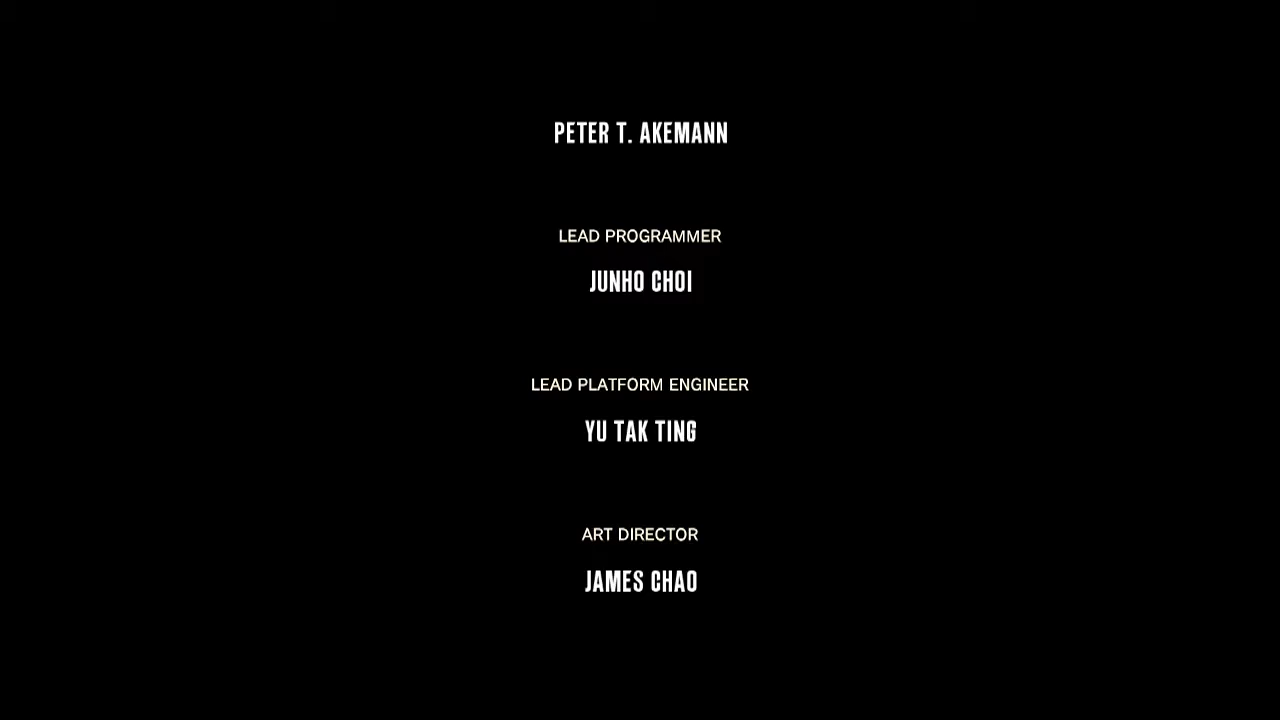 PETER T. AKEMANN
LEAD PROGRAMMER
JUNHO CHOI
LEAD PLATFORM ENGINEER
YU TAK TING
ART DIRECTOR
JAMES CHAO